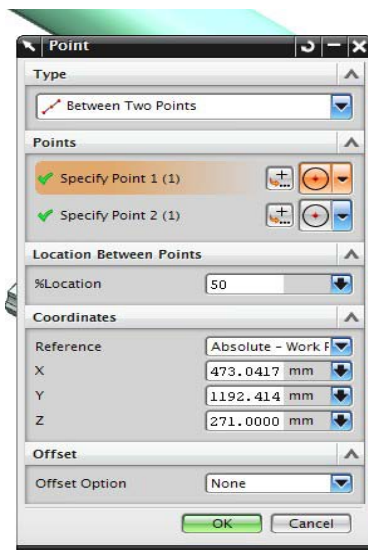 Point
Type
Between Two Points
Points
Specify Point 1 (1)
Specify Point 2 (1)
Location Between Points
%Location 50
Coordinates
Reference Absolute - Work
X 473.0417 mm
Y 1192.414 mm
Z 271.0000 mm
Offset
Offset Option None
OK Cancel